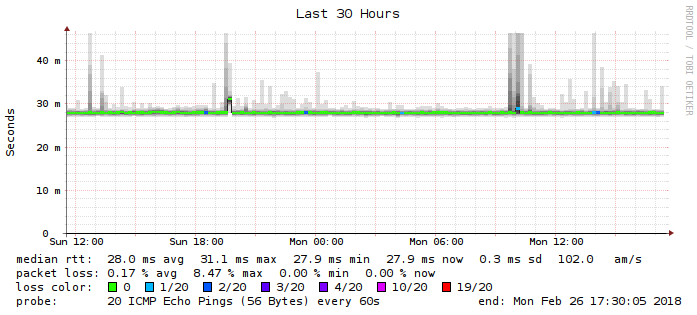 Last 30 Hours
RRDTOOL / TOBI OETIKER
Seconds
40 m
30 m
20 m
10 m
0
Sun 12:00 Sun 18:00 Mon 00:00 Mon 06:00 Mon 12:00
median rtt: 28.0 ms avg 31.1 ms max 27.9 ms min 27.9 ms now 0.3 ms sd 102.0 am/s
packet loss: 0.17 % avg 8.47 % max 0.00 % min 0.00 % now
loss color: 0 1/20 2/20 3/20 4/20 10/20 19/20
probe: 20 ICMP Echo Pings (56 Bytes) every 60s end: Mon Feb 26 17:30:05 2018